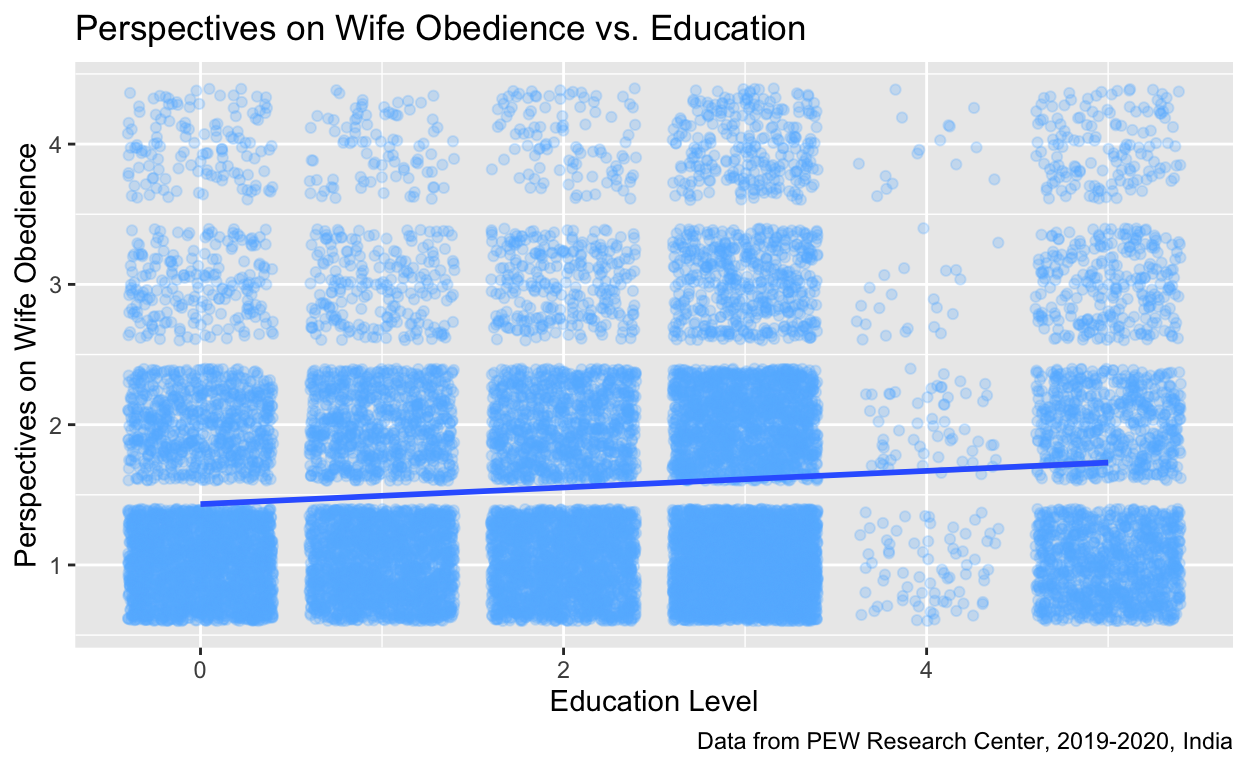 Perspectives on Wife Obedience vs. Education
Perspectives on Wife Obedience
4
3
2
1
0
2
4
Education Level
Data from PEW Research Center, 2019-2020, India